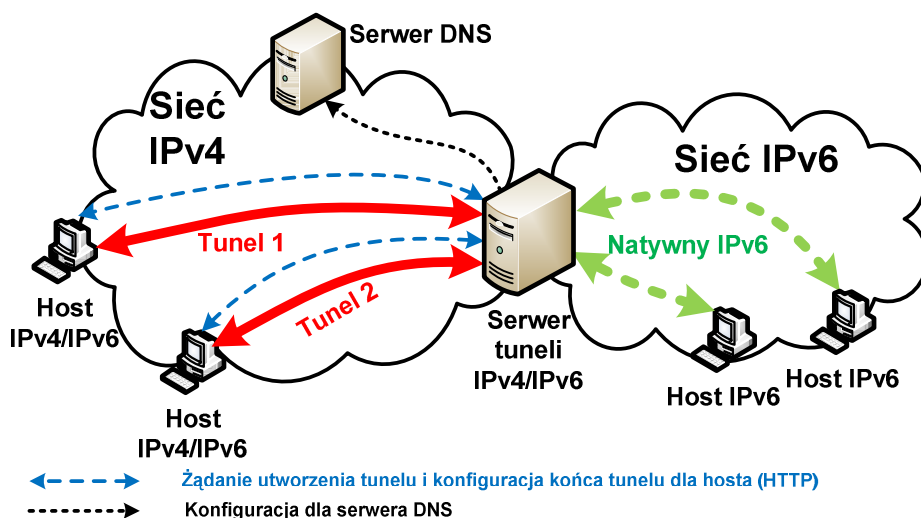 Serwer DNS
Sieć
IPv4
Sieć IPv6
Tunel 1
Natywny IPv6
Tunel 2
Host
IPv4/IPv6
Serwer
tuneli
IPv4/IPv6
Host IPv6
Host IPv6
Host
IPv4/IPv6
Żądanie utworzenia tunelu i konfiguracja końca tunelu dla hosta (HTTP)
Konfiguracja dla serwera DNS